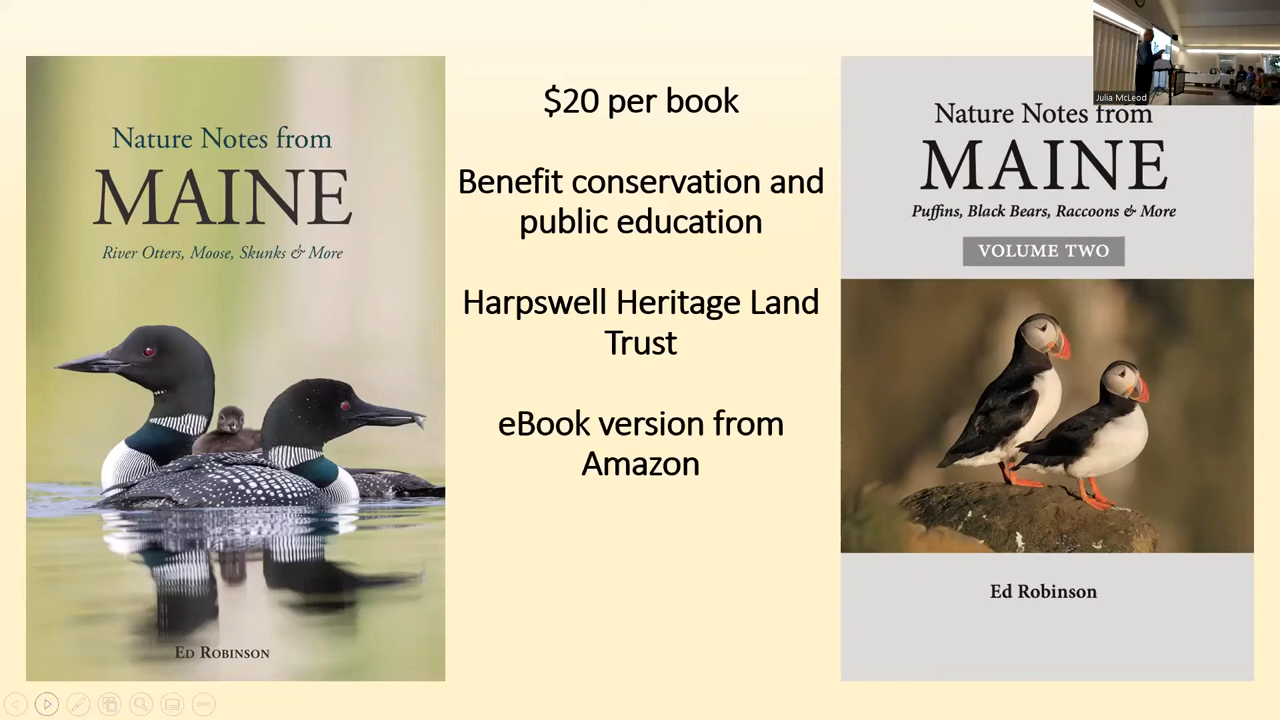 Nature Notes from
MAINE
River Otters, Moose, Skunks & More
ED ROBINSON
$20 per book
Benefit conservation and
public education
Harpswell Heritage Land
Trust
eBook version from
Amazon
Julia McLeod
Nature Notes from
MAINE
Puffins, Black Bears, Raccoons & More
VOLUME TWO
Ed Robinson